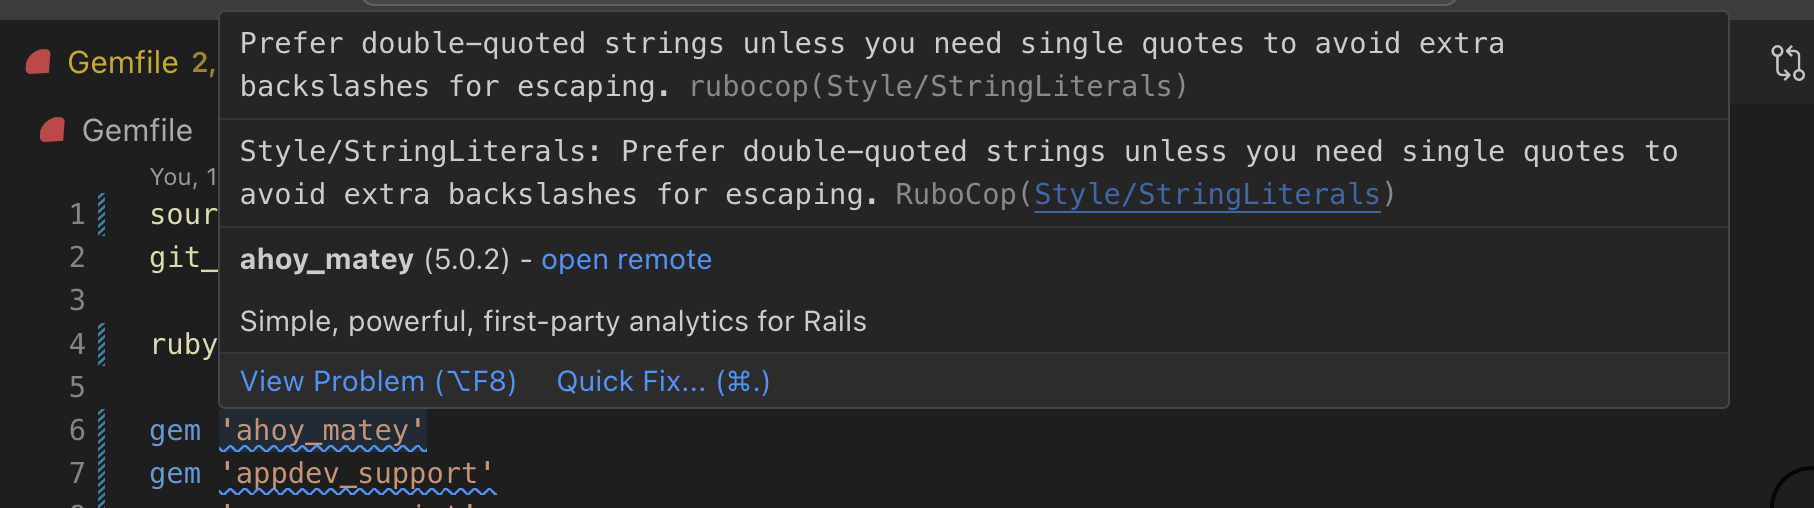 Prefer double-quoted strings unless you need single quotes to avoid extra
backslashes for escaping. rubocop(Style/StringLiterals)
Gemfile 2,
Style/StringLiterals: Prefer double-quoted strings unless you need single quotes to
avoid extra backslashes for escaping. RuboCop(Style/StringLiterals)
ahoy_matey (5.0.2) - open remote
Simple, powerful, first-party analytics for Rails
View Problem (⌥F8) Quick Fix... (⌘.)
Gemfile
You, 1
1 sour
2 git_
3
4 ruby
5
6 gem 'ahoy_matey'
7 gem 'appdev_support'